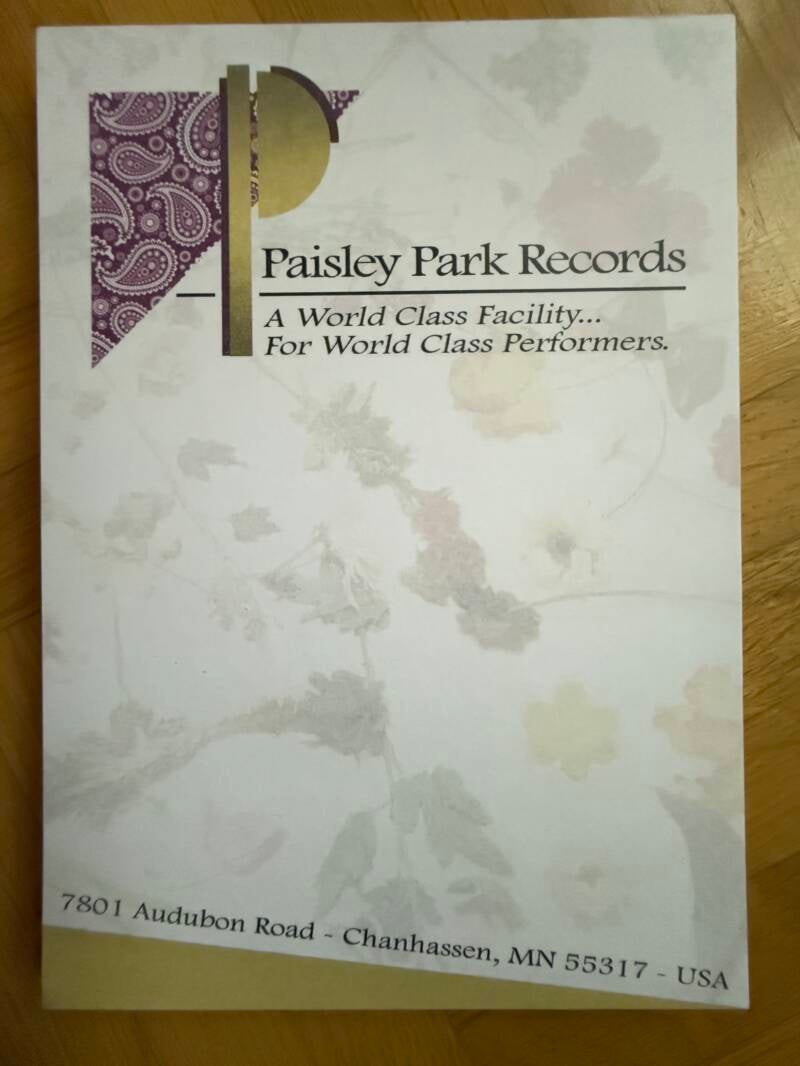 Paisley Park Records
A World Class Facility...
For World Class Performers.
7801 Audubon Road - Chanhassen, MN 55317 - USA